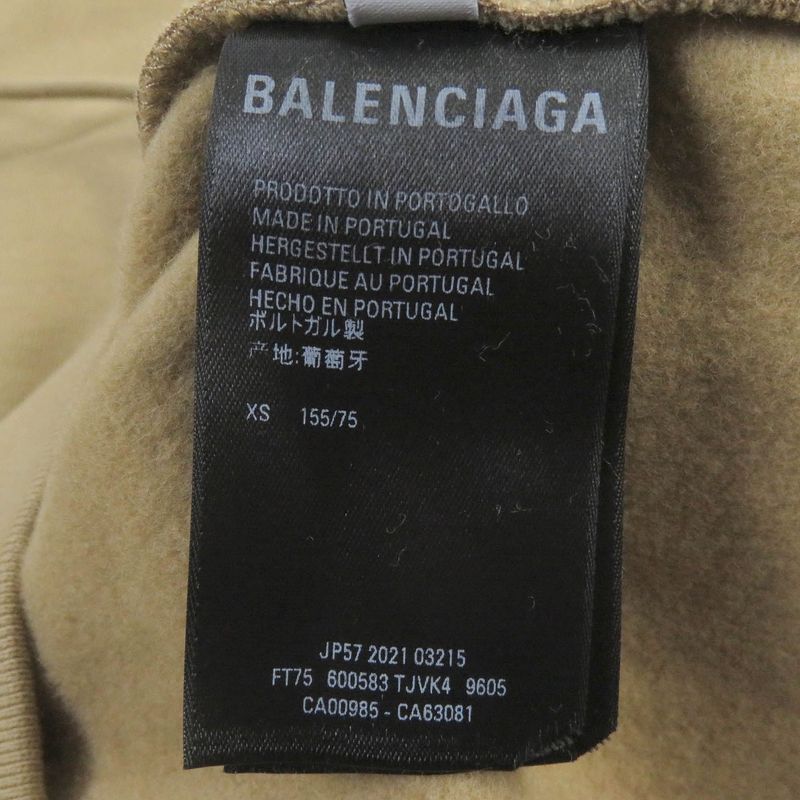 BALENCIAGA
PRODOTTO IN PORTOGALLO
MADE IN PORTUGAL
HERGESTELLT IN PORTUGAL
FABRIQUE AU PORTUGAL
HECHO EN PORTUGAL
ポルトガル製
产地:葡萄牙
XS 155/75
JP57 2021 03215
FT75 600583 TJVK4 9605
CA00985 - CA63081